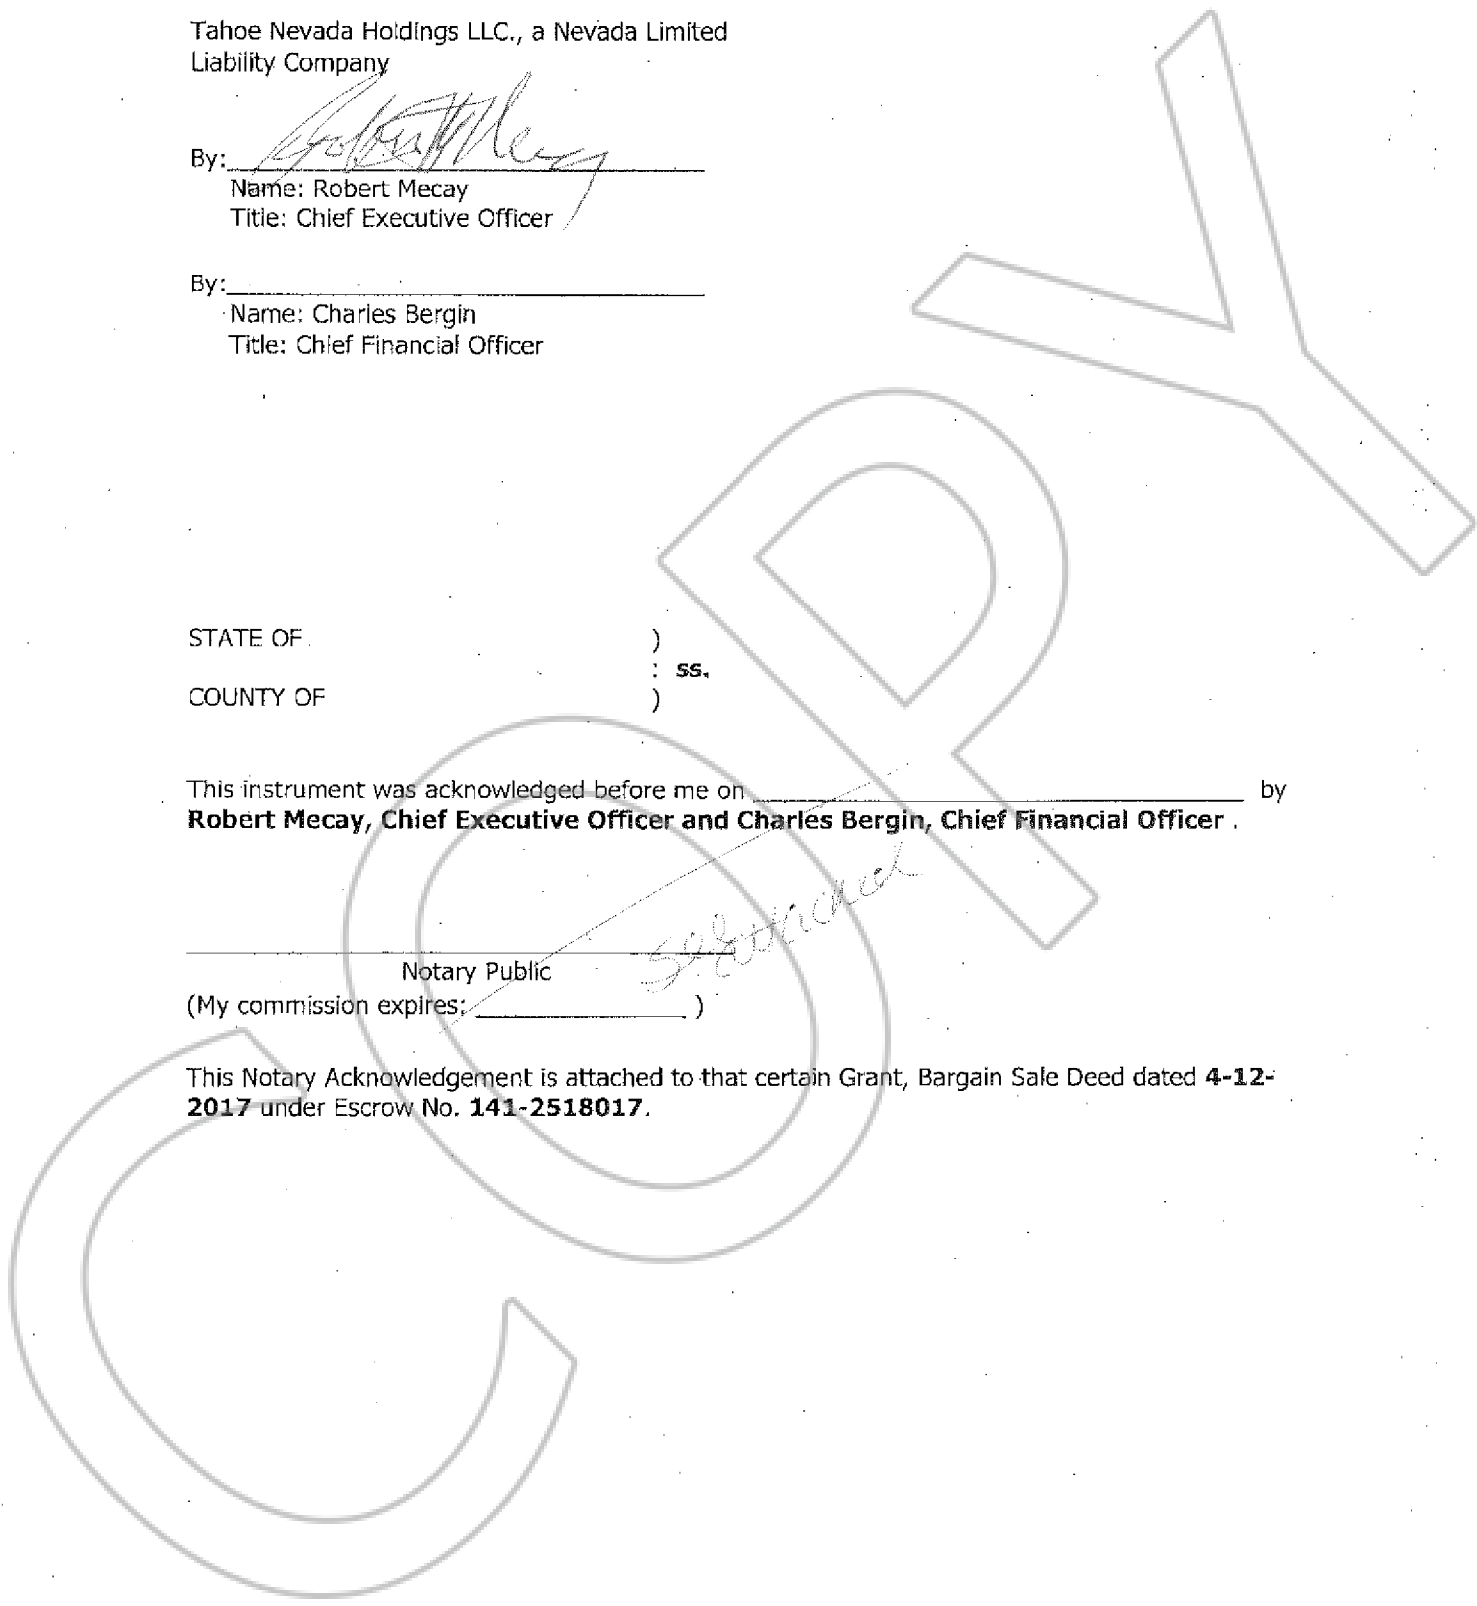 Tahoe Nevada Holdings LLC., a Nevada Limited
Liability Company
By:
Name: Robert Mecay
Title: Chief Executive Officer
By:
Name: Charles Bergin
Title: Chief Financial Officer
STATE OF )
: ss.
COUNTY OF )
This instrument was acknowledged before me on by
Robert Mecay, Chief Executive Officer and Charles Bergin, Chief Financial Officer .
See attached
Notary Public
(My commission expires: )
This Notary Acknowledgement is attached to that certain Grant, Bargain Sale Deed dated 4-12-
2017 under Escrow No. 141-2518017.
COPY